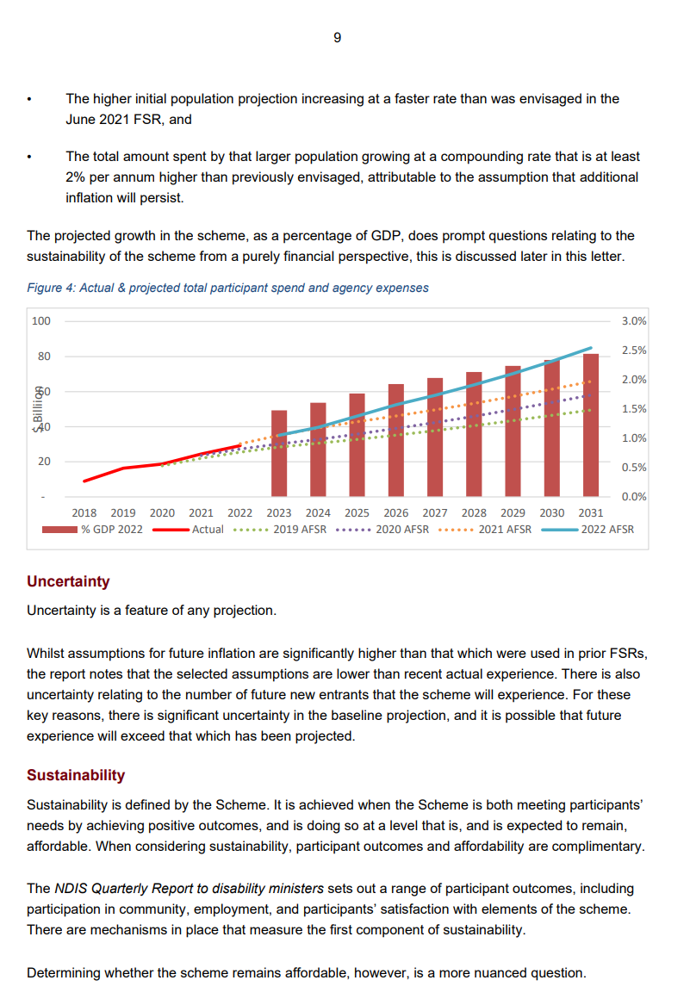 9
• The higher initial population projection increasing at a faster rate than was envisaged in the
June 2021 FSR, and
• The total amount spent by that larger population growing at a compounding rate that is at least
2% per annum higher than previously envisaged, attributable to the assumption that additional
inflation will persist.
The projected growth in the scheme, as a percentage of GDP, does prompt questions relating to the
sustainability of the scheme from a purely financial perspective, this is discussed later in this letter.
Figure 4: Actual & projected total participant spend and agency expenses
100
80
60
40
20
-
$ Billiion
3.0%
2.5%
2.0%
1.5%
1.0%
0.5%
0.0%
2018 2019 2020 2021 2022 2023 2024 2025 2026 2027 2028 2029 2030 2031
% GDP 2022 Actual 2019 AFSR 2020 AFSR 2021 AFSR 2022 AFSR
Uncertainty
Uncertainty is a feature of any projection.
Whilst assumptions for future inflation are significantly higher than that which were used in prior FSRs,
the report notes that the selected assumptions are lower than recent actual experience. There is also
uncertainty relating to the number of future new entrants that the scheme will experience. For these
key reasons, there is significant uncertainty in the baseline projection, and it is possible that future
experience will exceed that which has been projected.
Sustainability
Sustainability is defined by the Scheme. It is achieved when the Scheme is both meeting participants’
needs by achieving positive outcomes, and is doing so at a level that is, and is expected to remain,
affordable. When considering sustainability, participant outcomes and affordability are complimentary.
The NDIS Quarterly Report to disability ministers sets out a range of participant outcomes, including
participation in community, employment, and participants’ satisfaction with elements of the scheme.
There are mechanisms in place that measure the first component of sustainability.
Determining whether the scheme remains affordable, however, is a more nuanced question.